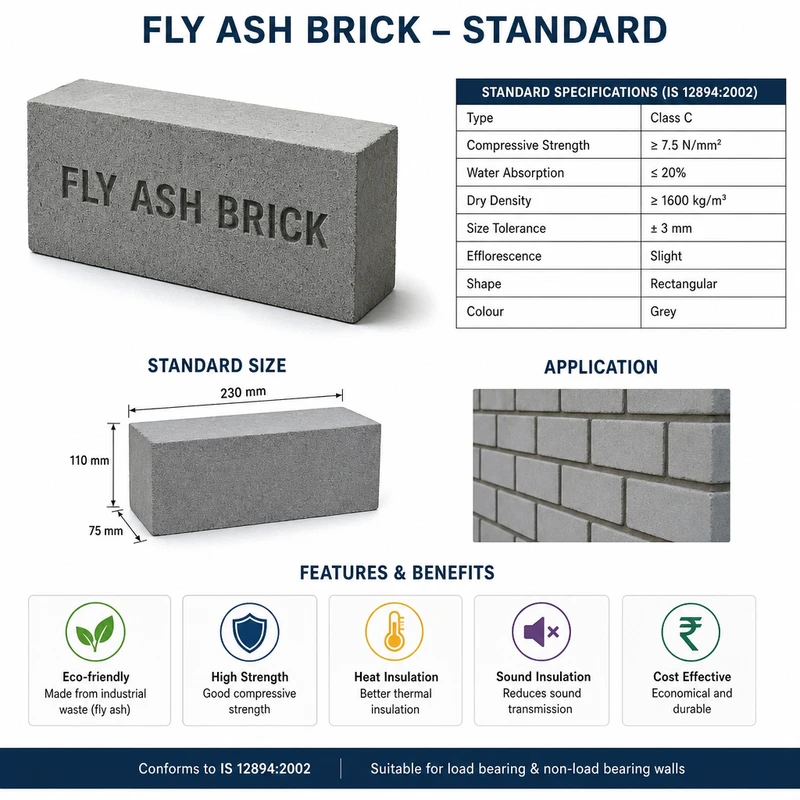 FLY ASH BRICK – STANDARD
FLY ASH BRICK
STANDARD SPECIFICATIONS (IS 12894:2002)
Type Class C
Compressive Strength ≥ 7.5 N/mm²
Water Absorption ≤ 20%
Dry Density ≥ 1600 kg/m³
Size Tolerance ± 3 mm
Efflorescence Slight
Shape Rectangular
Colour Grey
STANDARD SIZE
230 mm
110 mm
75 mm
APPLICATION
FEATURES & BENEFITS
Eco-friendly
Made from industrial
waste (fly ash)
High Strength
Good compressive
strength
Heat Insulation
Better thermal
insulation
Sound Insulation
Reduces sound
transmission
₹
Cost Effective
Economical and
durable
Conforms to IS 12894:2002 | Suitable for load bearing & non-load bearing walls